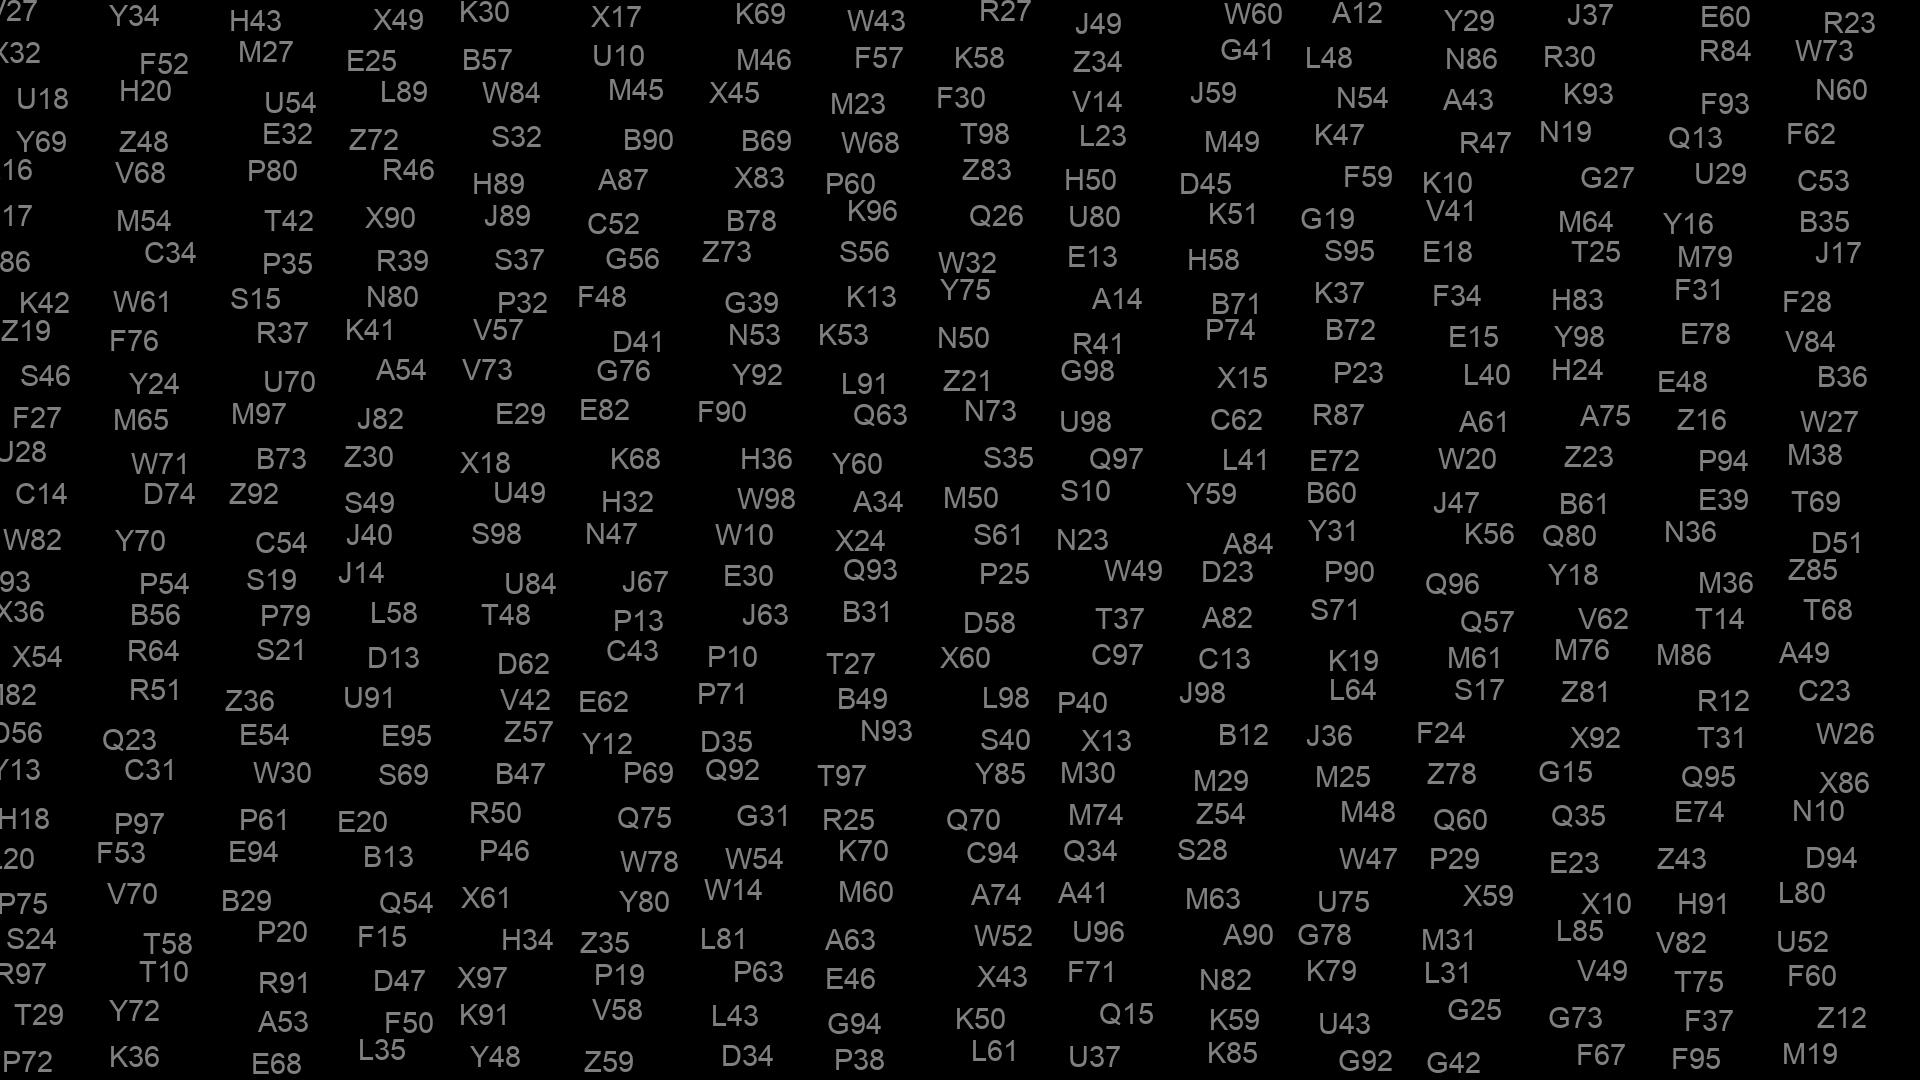 Y34 H43 X49 K30 X17 K69 W43 R27 J49 W60 A12 Y29 J37 E60 R23
F52 M27 E25 B57 U10 M46 F57 K58 Z34 G41 L48 N86 R30 R84 W73
U18 H20 U54 L89 W84 M45 X45 M23 F30 V14 J59 N54 A43 K93 F93 N60
Y69 Z48 E32 Z72 S32 B90 B69 W68 T98 L23 M49 K47 R47 N19 Q13 F62
16 V68 P80 R46 H89 A87 X83 P60 Z83 H50 D45 F59 K10 G27 U29 C53
17 M54 T42 X90 J89 C52 B78 K96 Q26 U80 K51 G19 V41 M64 Y16 B35
86 C34 P35 R39 S37 G56 Z73 S56 W32 E13 H58 S95 E18 T25 M79 J17
K42 W61 S15 N80 P32 F48 G39 K13 Y75 A14 B71 K37 F34 H83 F31 F28
Z19 F76 R37 K41 V57 D41 N53 K53 N50 R41 P74 B72 E15 Y98 E78 V84
S46 Y24 U70 A54 V73 G76 Y92 L91 Z21 G98 X15 P23 L40 H24 E48 B36
F27 M65 M97 J82 E29 E82 F90 Q63 N73 U98 C62 R87 A61 A75 Z16 W27
U28 W71 B73 Z30 X18 K68 H36 Y60 S35 Q97 L41 E72 W20 Z23 P94 M38
C14 D74 Z92 S49 U49 H32 W98 A34 M50 S10 Y59 B60 J47 B61 E39 T69
W82 Y70 C54 J40 S98 N47 W10 X24 S61 N23 A84 Y31 K56 Q80 N36 D51
93 P54 S19 J14 U84 J67 E30 Q93 P25 W49 D23 P90 Q96 Y18 M36 Z85
X36 B56 P79 L58 T48 P13 J63 B31 D58 T37 A82 S71 Q57 V62 T14 T68
X54 R64 S21 D13 D62 C43 P10 T27 X60 C97 C13 K19 M61 M76 M86 A49
R51 Z36 U91 V42 E62 P71 B49 L98 P40 J98 L64 S17 Z81 R12 C23
Q23 E54 E95 Z57 Y12 D35 N93 S40 X13 B12 J36 F24 X92 T31 W26
Y13 C31 W30 S69 B47 P69 Q92 T97 Y85 M30 M29 M25 Z78 G15 Q95 X86
H18 P97 P61 E20 R50 Q75 G31 R25 Q70 M74 Z54 M48 Q60 Q35 E74 N10
F53 E94 B13 P46 W78 W54 K70 C94 Q34 S28 W47 P29 E23 Z43 D94
P75 V70 B29 Q54 X61 Y80 W14 M60 A74 A41 M63 U75 X59 X10 H91 L80
S24 T58 P20 F15 H34 Z35 L81 A63 W52 U96 A90 G78 M31 L85 V82 U52
R97 T10 R91 D47 X97 P19 P63 E46 X43 F71 N82 K79 L31 V49 T75 F60
T29 Y72 A53 F50 K91 V58 L43 G94 K50 Q15 K59 U43 G25 G73 F37 Z12
P72 K36 E68 L35 Y48 Z59 D34 P38 L61 U37 K85 G92 G42 F67 F95 M19